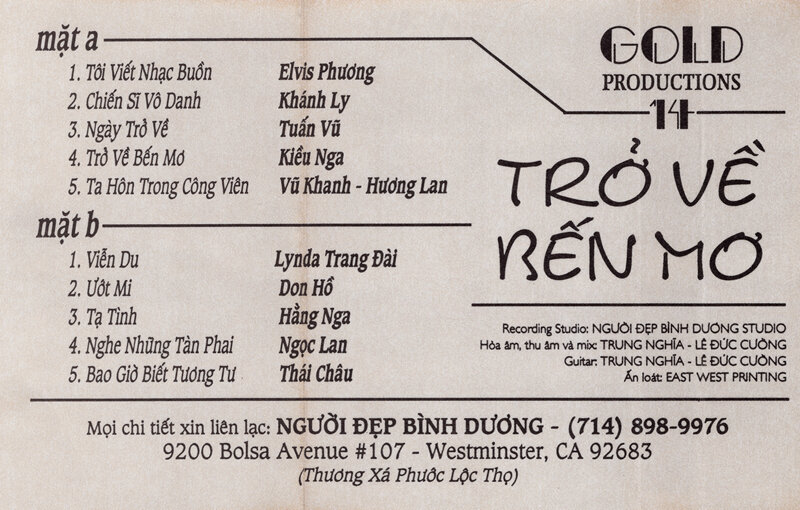 mặt a
1. Tôi Viết Nhạc Buồn Elvis Phương
2. Chiến Sĩ Vô Danh Khánh Ly
3. Ngày Trở Về Tuấn Vũ
4. Trở Về Bến Mơ Kiều Nga
5. Ta Hôn Trong Công Viên Vũ Khanh - Hương Lan
mặt b
1. Viễn Du Lynda Trang Đài
2. Ướt Mi Don Hồ
3. Tạ Tình Hằng Nga
4. Nghe Những Tàn Phai Ngọc Lan
5. Bao Giờ Biết Tương Tư Thái Châu
GOLD
PRODUCTIONS
14
TRỞ VỀ
BẾN MƠ
Recording Studio: NGƯỜI ĐẸP BÌNH DƯƠNG STUDIO
Hòa âm, thu âm và mix: TRUNG NGHĨA - LÊ ĐỨC CƯỜNG
Guitar: TRUNG NGHĨA - LÊ ĐỨC CƯỜNG
Ấn loát: EAST WEST PRINTING
Mọi chi tiết xin liên lạc: NGƯỜI ĐẸP BÌNH DƯƠNG - (714) 898-9976
9200 Bolsa Avenue #107 - Westminster, CA 92683
(Thương Xá Phước Lộc Thọ)